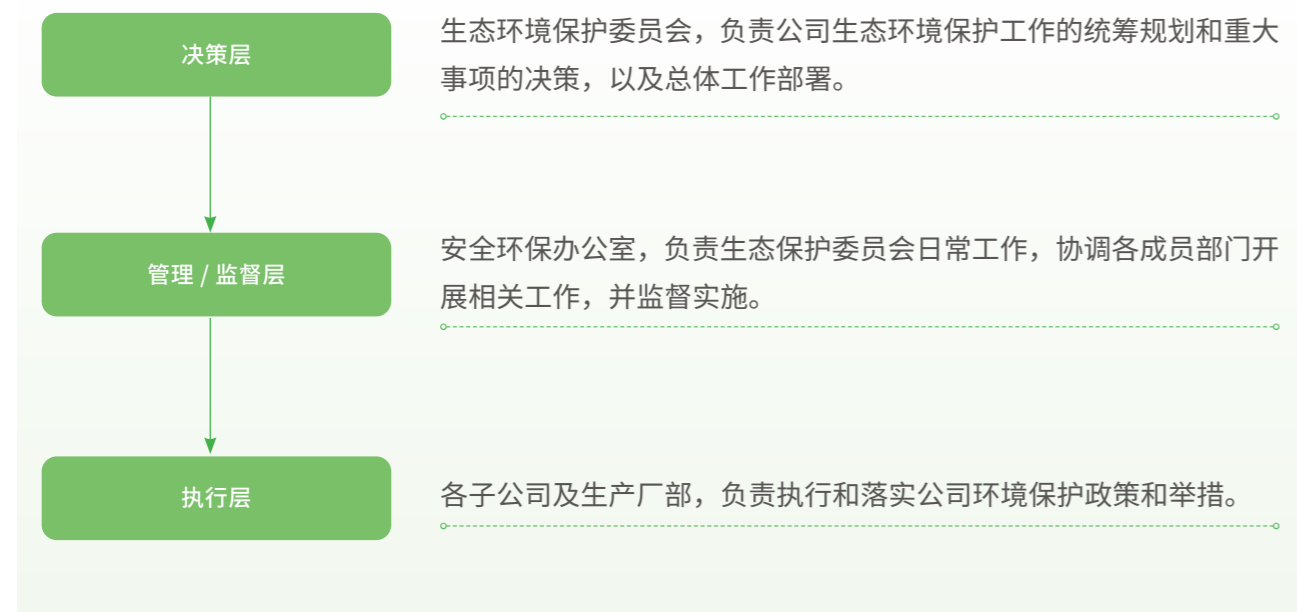 决策层
生态环境保护委员会，负责公司生态环境保护工作的统筹规划和重大
事项的决策，以及总体工作部署。
管理 / 监督层
安全环保办公室，负责生态保护委员会日常工作，协调各成员部门开
展相关工作，并监督实施。
执行层
各子公司及生产厂部，负责执行和落实公司环境保护政策和举措。